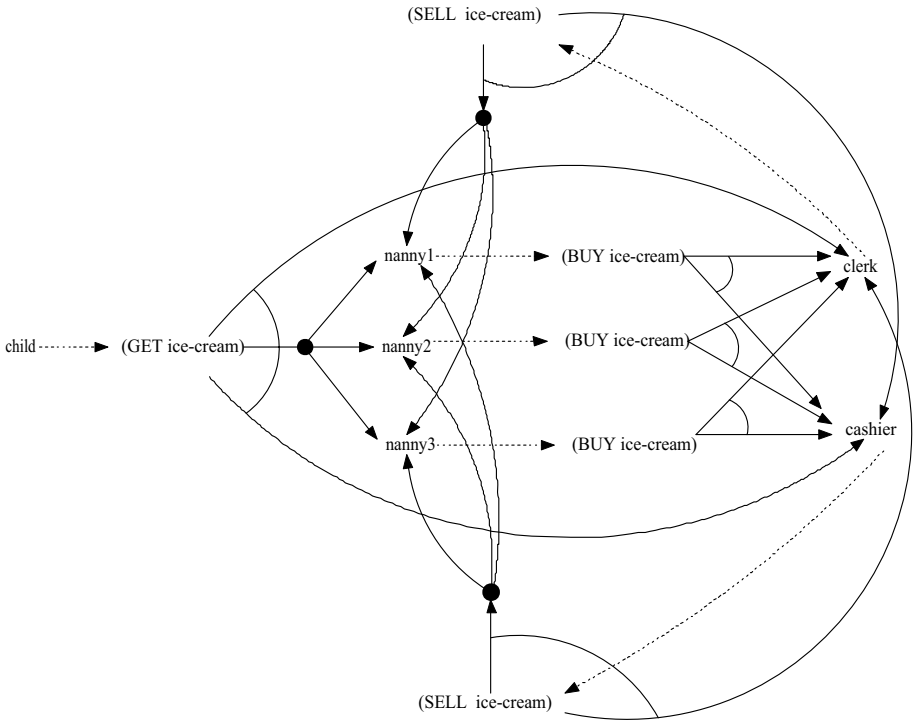 (SELL ice-cream)
nanny1
(BUY ice-cream)
clerk
child
(GET ice-cream)
nanny2
(BUY ice-cream)
nanny3
(BUY ice-cream)
cashier
(SELL ice-cream)